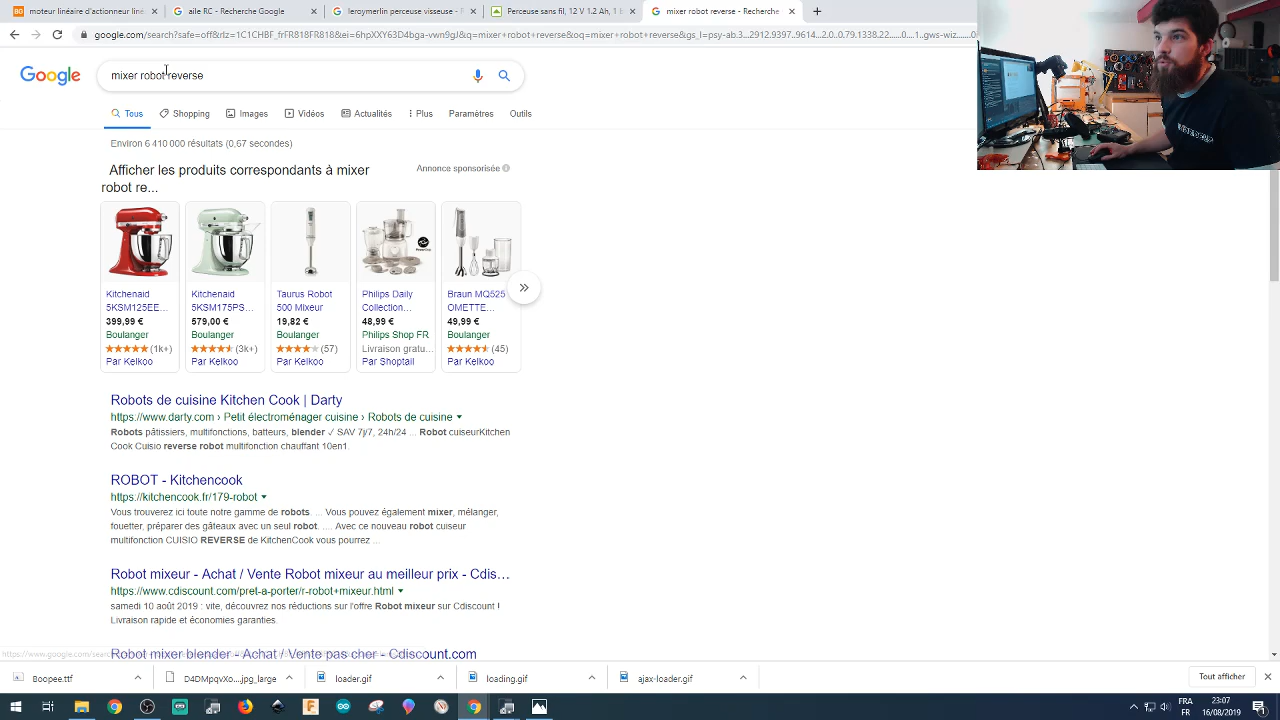 moteur linéaire d'actionneur liné
aile RC - Recherche Google
leroymerlin perceuse visseuse - R
Perceuse sans fil, 12 V 1.2 Ah, 1 b
mixer robot reverse - Recherche
google.com/search?safe=off&rlz=1C1CHBF_frFR818FR818&ei=6hpXXY63D4bga-vwn9gJ&q=mixer+robot+reverse&oq=mixer+robot+reverse&gs_l=psy-ab.3...2912.9397..9614...2.0..0.79.1338.22......0....1..gws-wiz.......0
Google
mixer robot reverse
Tous Shopping Images Vidéos Actualités Plus Paramètres Outils
Environ 6 410 000 résultats (0,67 secondes)
Afficher les produits correspondants à mixer
robot re...
Annonce sponsorisée
Kitchenaid
5KSM125EE...
399,99 €
Boulanger
(1k+)
Par Kelkoo
Kitchenaid
5KSM175PS...
579,00 €
Boulanger
(3k+)
Par Kelkoo
Taurus Robot
500 Mixeur
19,82 €
Boulanger
(57)
Par Kelkoo
Philips Daily
Collection...
48,99 €
Philips Shop FR
Livraison gratu...
Par Shoptail
Braun MQ525
OMETTE...
49,99 €
Boulanger
(45)
Par Kelkoo
Robots de cuisine Kitchen Cook | Darty
https://www.darty.com › Petit électroménager cuisine › Robots de cuisine
Robots pâtissiers, multifonctions, batteurs, blender ✓ SAV 7j/7, 24h/24 ... Robot cuiseurKitchen
Cook Cuisio reverse robot multifonction chauffant 10en1.
ROBOT - Kitchencook
https://kitchencook.fr/179-robot
Vous trouverez ici toute notre gamme de robots. ... Vous pouvez également mixer, mélanger,
fouetter, préparer des gâteaux avec un seul robot. .... Avec ce nouveau robot cuiseur
multifonction CUISIO REVERSE de KitchenCook vous pourrez ...
Robot mixeur - Achat / Vente Robot mixeur au meilleur prix - Cdis...
https://www.cdiscount.com/pret-a-porter/r-robot+mixeur.html
samedi 10 août 2019 : vite, découvrez nos réductions sur l'offre Robot mixeur sur Cdiscount !
Livraison rapide et économies garanties.
Robot mixer blender - Achat / Vente pas cher - Cdiscount.com
Boopee.ttf
D4DMpqvXo....jpg_large
loader.gif
loading.gif
ajax-loader.gif
Tout afficher
FRA
FR
23:07
16/08/2019